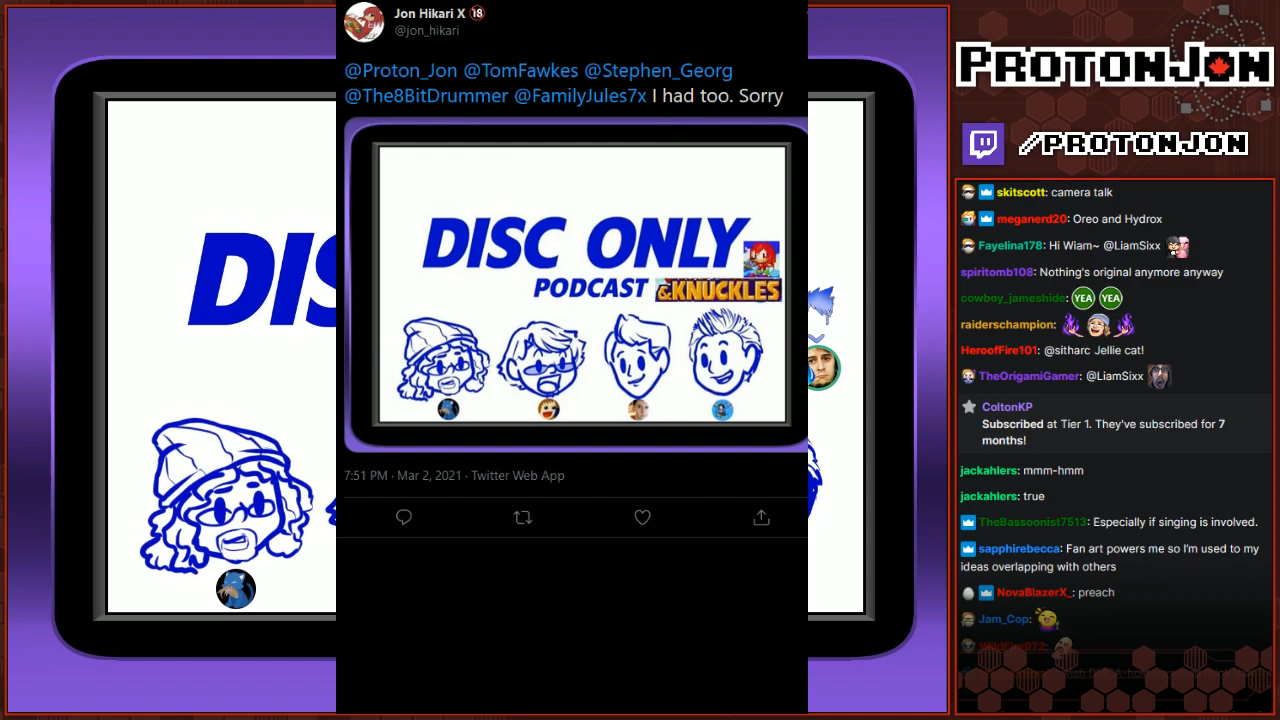 Jon Hikari X 🔞
@jon_hikari
@Proton_Jon @TomFawkes @Stephen_Georg
@The8BitDrummer @FamilyJules7x I had too. Sorry
DISC ONLY
PODCAST &KNUCKLES
7:51 PM · Mar 2, 2021 · Twitter Web App
DIS
PROTONJON
/PROTONJON
skitscott: camera talk
meganerd20: Oreo and Hydrox
Fayelina178: Hi Wiam~ @LiamSixx
spiritomb108: Nothing's original anymore anyway
cowboy_jameshide: YEA YEA
raiderschampion:
HeroofFire101: @sitharc Jellie cat!
TheOrigamiGamer: @LiamSixx
ColtonKP
Subscribed at Tier 1. They've subscribed for 7
months!
jackahlers: mmm-hmm
jackahlers: true
TheBassoonist7513: Especially if singing is involved.
sapphirebecca: Fan art powers me so I'm used to my
ideas overlapping with others
NovaBlazerX_: preach
Jam_Cop: